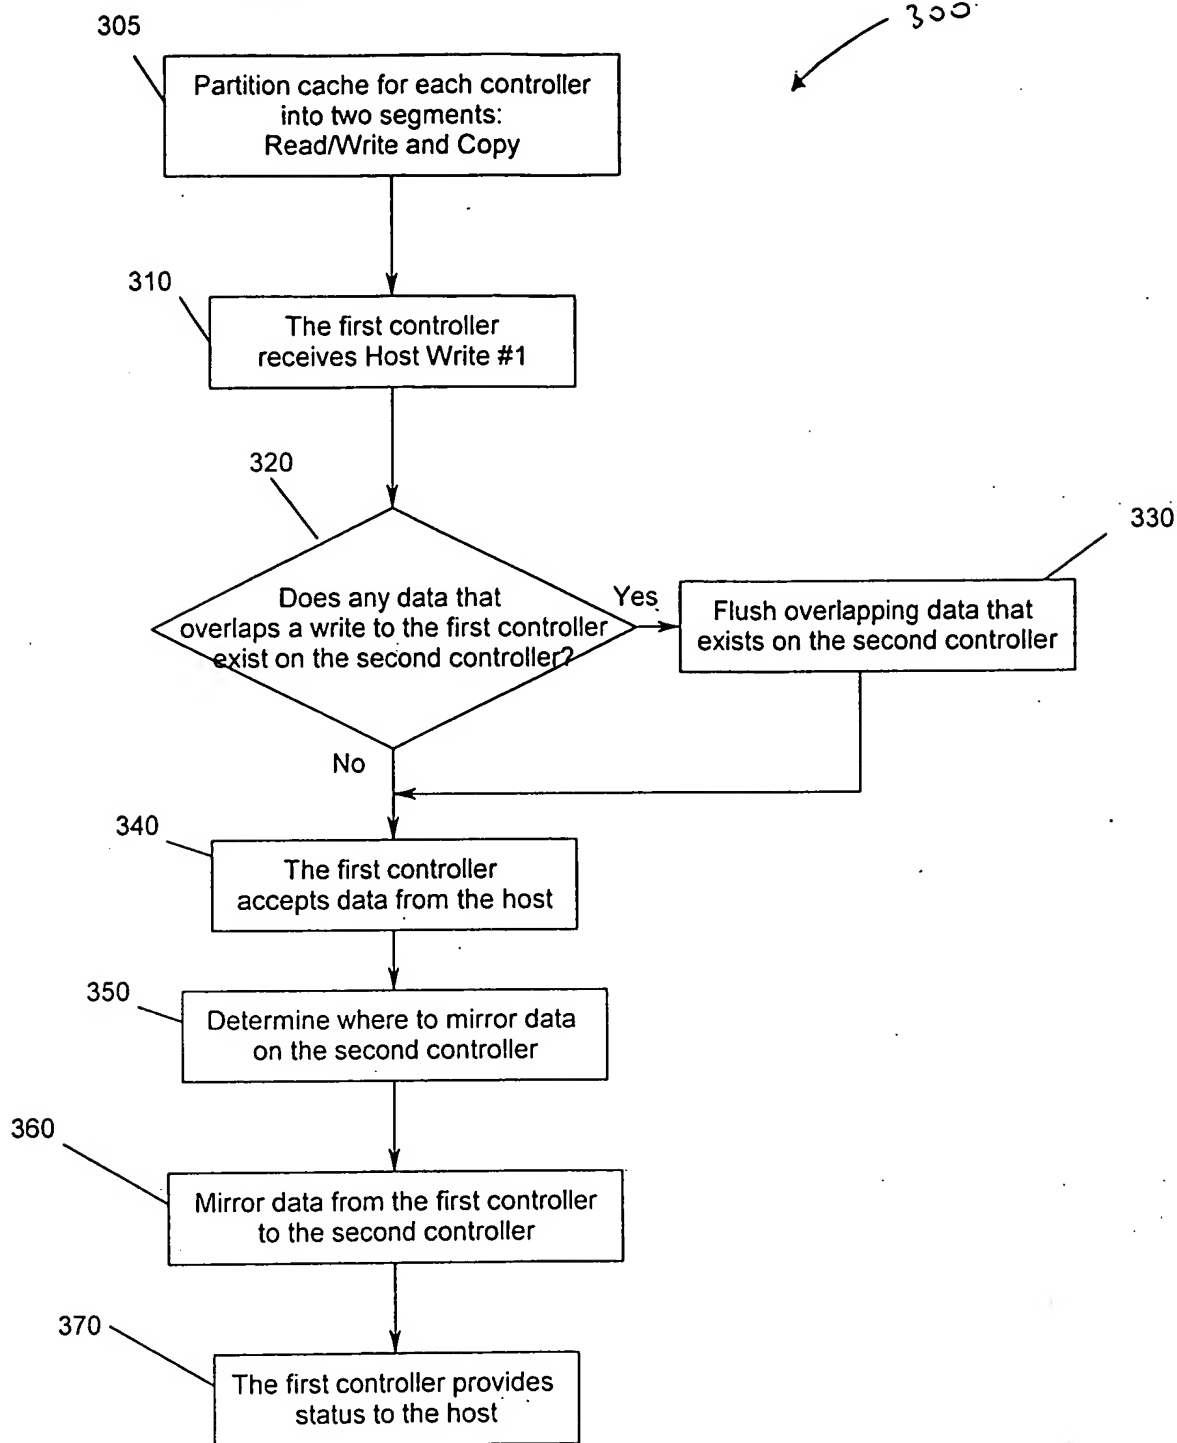 300
305
Partition cache for each controller
into two segments:
Read/Write and Copy
310
The first controller
receives Host Write #1
320
Does any data that
overlaps a write to the first controller
exist on the second controller?
Yes
330
Flush overlapping data that
exists on the second controller
No
340
The first controller
accepts data from the host
350
Determine where to mirror data
on the second controller
360
Mirror data from the first controller
to the second controller
370
The first controller provides
status to the host